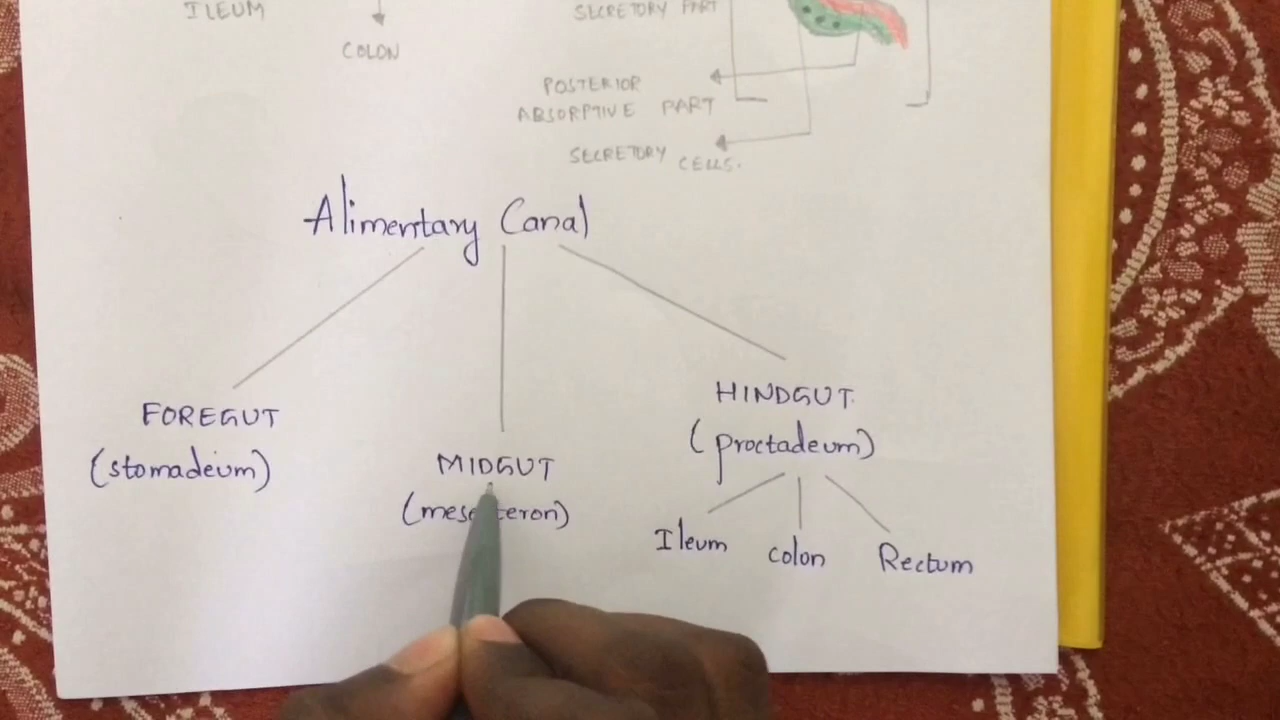 ILEUM
COLON
SECRETORY PART
POSTERIOR
ABSORPTIVE PART
SECRETORY CELLS.
Alimentary Canal
FOREGUT
(stomadeum)
MIDGUT
HINDGUT.
(proctadeum)
Ileum
colon
Rectum